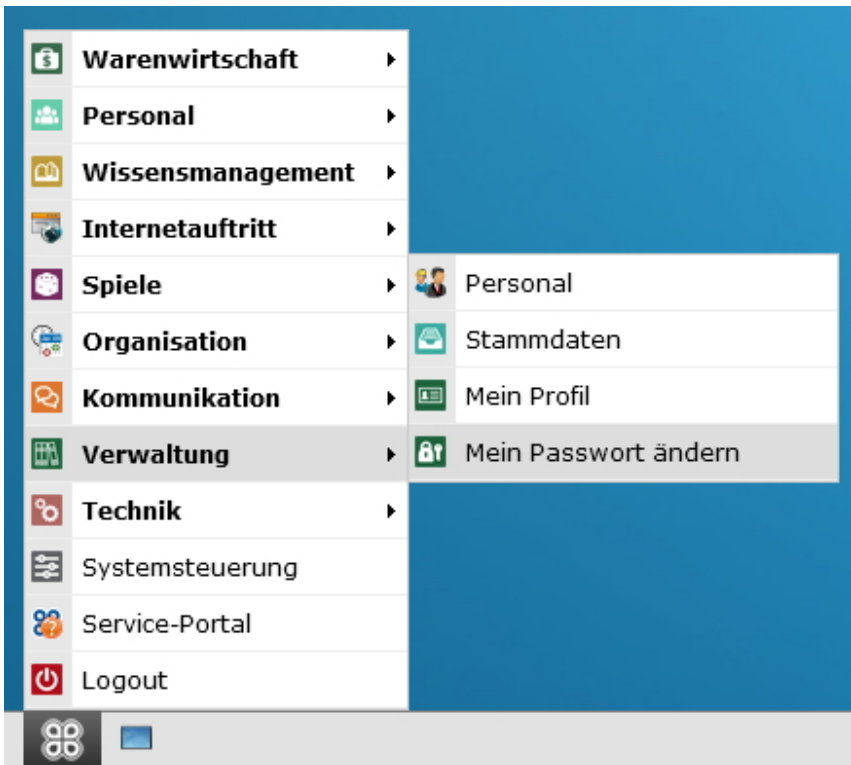 Warenwirtschaft
Personal
Wissensmanagement
Internetauftritt
Spiele
Organisation
Kommunikation
Verwaltung
Technik
Systemsteuerung
Service-Portal
Logout
Personal
Stammdaten
Mein Profil
Mein Passwort ändern